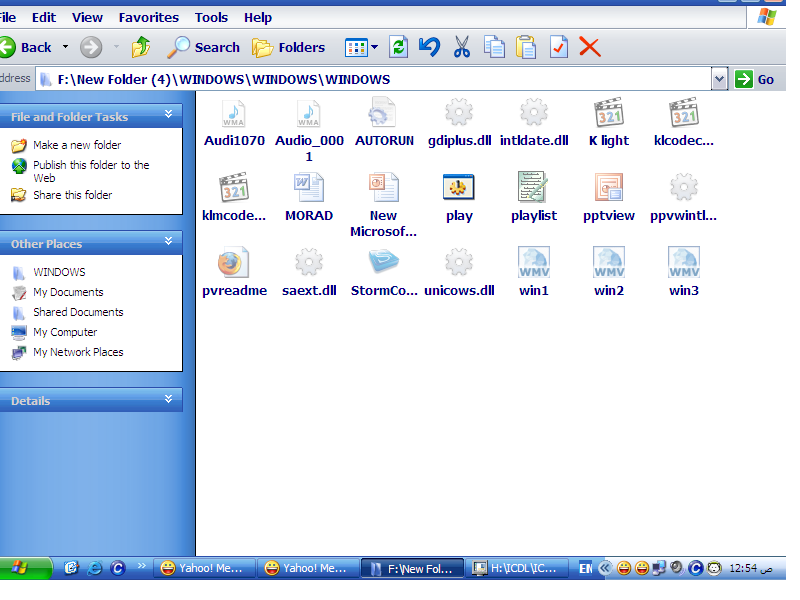 File Edit View Favorites Tools Help
Back Search Folders
Address F:\New Folder (4)\WINDOWS\WINDOWS\WINDOWS Go
File and Folder Tasks
Make a new folder
Publish this folder to the
Web
Share this folder
Other Places
WINDOWS
My Documents
Shared Documents
My Computer
My Network Places
Details
Audi1070 Audio_000 AUTORUN gdiplus.dll intldate.dll K light klcodec...
1
klmcode... MORAD New play playlist pptview ppvwintl...
Microsof...
pvreadme saext.dll StormCo... unicows.dll win1 win2 win3
Yahoo! Me... Yahoo! Me... F:\New Fol... H:\ICDL\IC... EN 12:54 ص